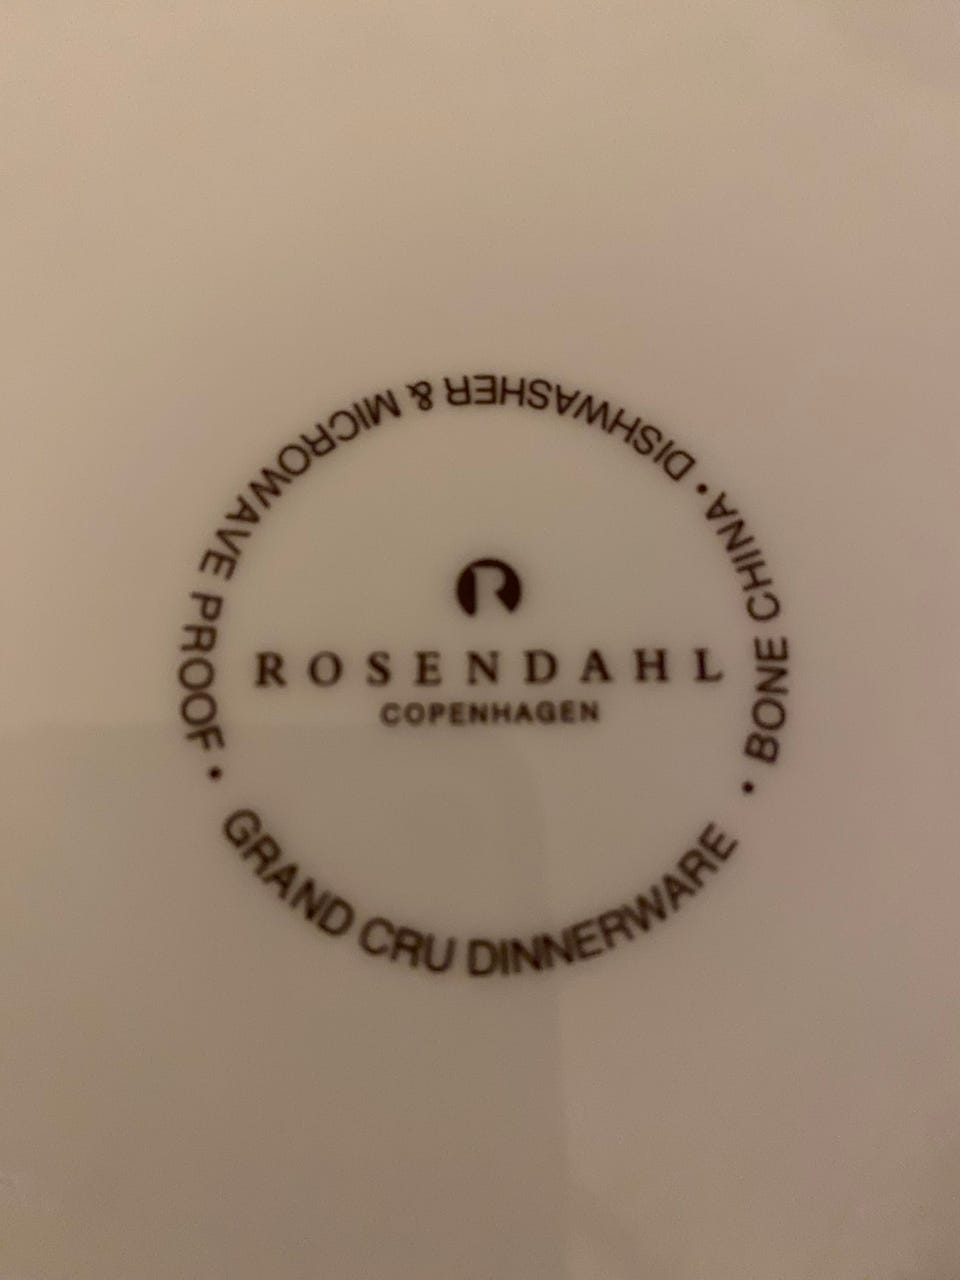 R
ROSENDAHL
COPENHAGEN
GRAND CRU DINNERWARE • BONE CHINA • DISHWASHER & MICROWAVE PROOF •